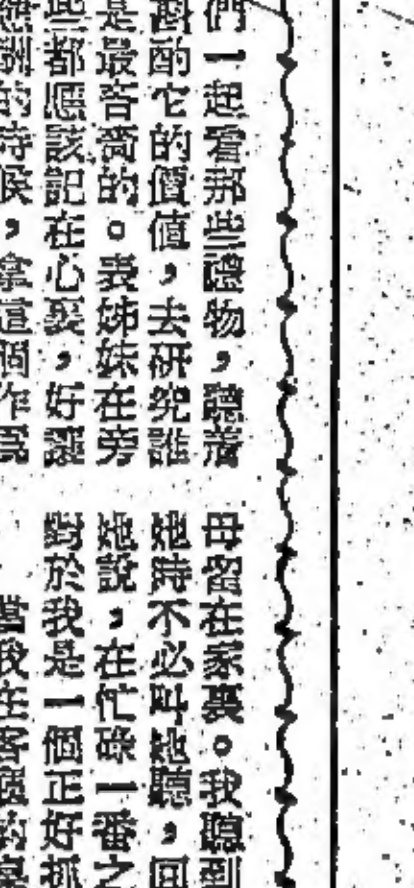 們一起看那些禮物，聽着
斟酌它的價值，去研究誰
是最吝嗇的。表姊妹在旁
些都應該記在心裏，好讓
酬的時候，拿這個作爲
母留在家裏。我聽到
她時不必叫她聽，回
她說，在忙碌一番之
對於我是一個正好抓
當我在客廳的